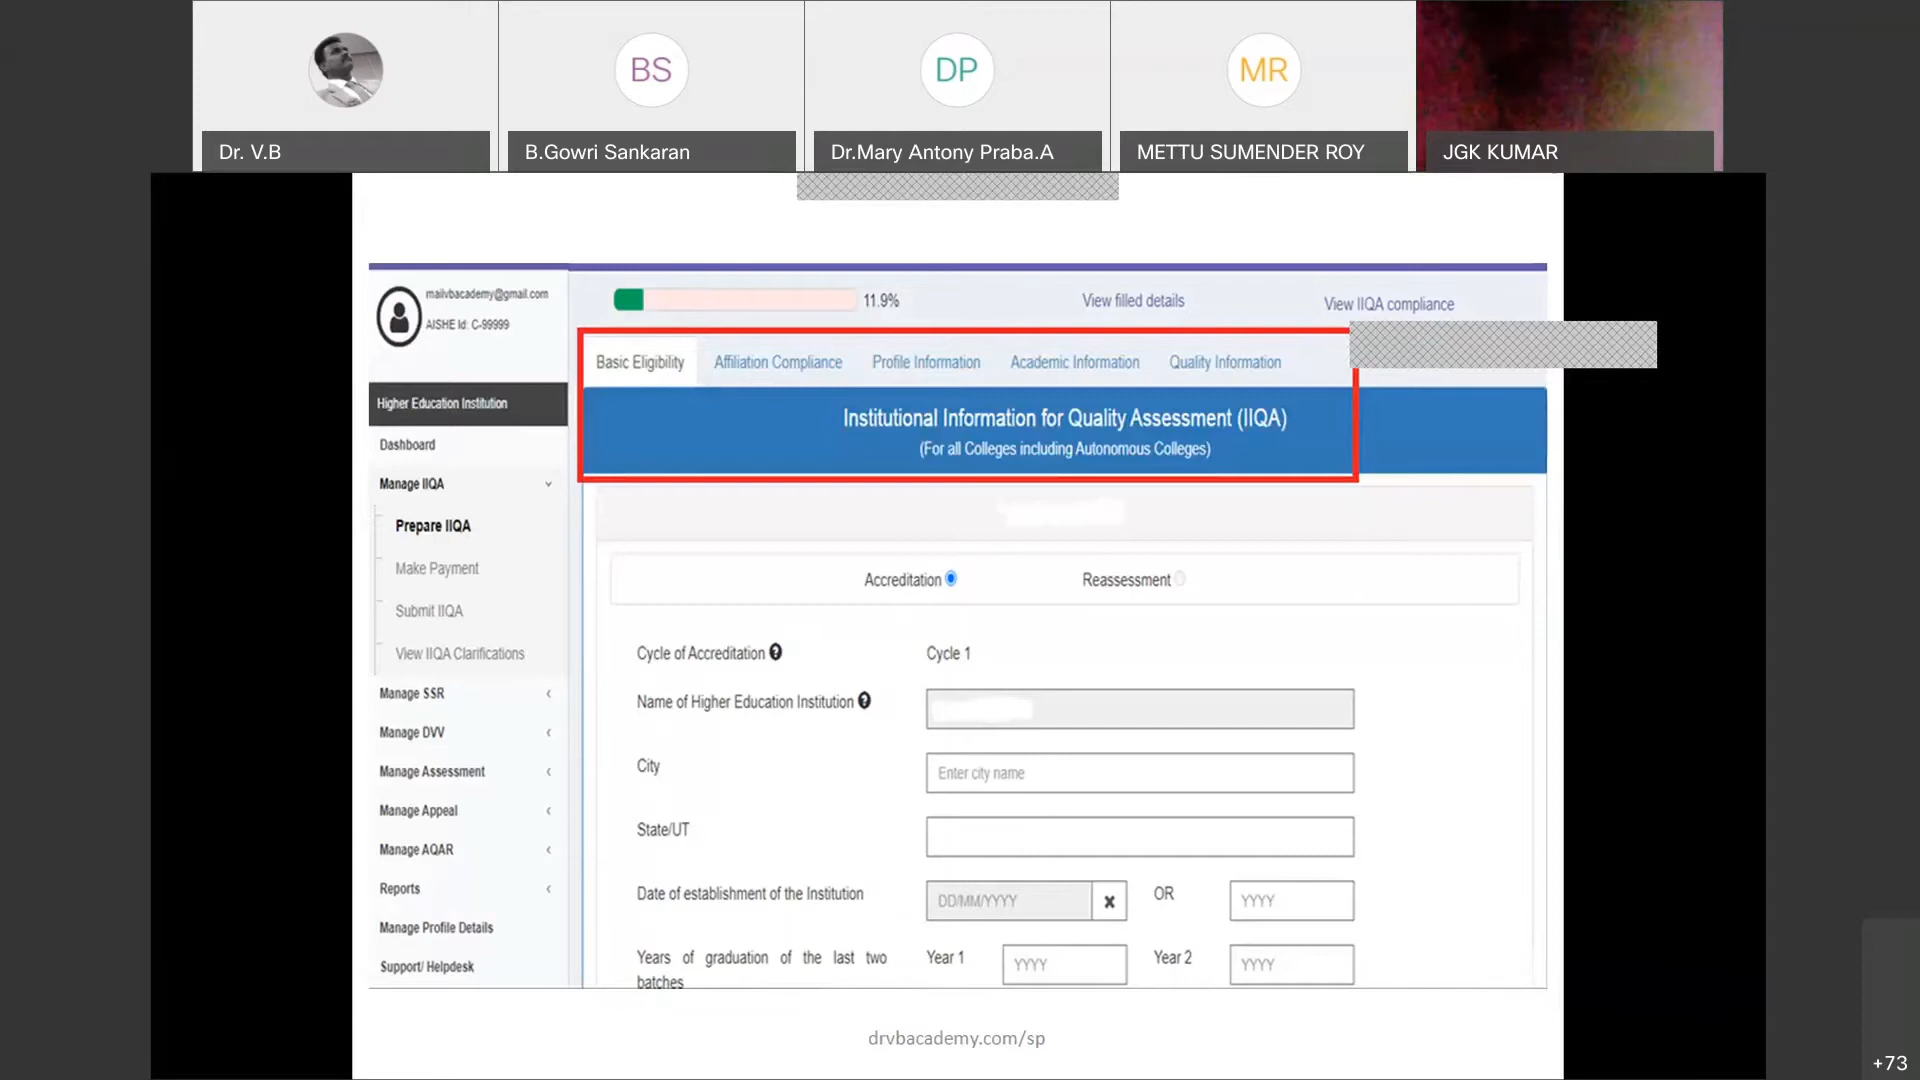 BS
DP
MR
Dr. V.B
B.Gowri Sankaran
Dr.Mary Antony Praba.A
METTU SUMENDER ROY
JGK KUMAR
mailvbacademy@gmail.com
AISHE Id: C-99999
Higher Education Institution
Dashboard
Manage IIQA
Prepare IIQA
Make Payment
Submit IIQA
View IIQA Clarifications
Manage SSR
Manage DVV
Manage Assessment
Manage Appeal
Manage AQAR
Reports
Manage Profile Details
Support/ Helpdesk
11.9%
View filled details
View IIQA compliance
Basic Eligibility
Affiliation Compliance
Profile Information
Academic Information
Quality Information
Institutional Information for Quality Assessment (IIQA)
(For all Colleges including Autonomous Colleges)
Accreditation
Reassessment
Cycle of Accreditation
Cycle 1
Name of Higher Education Institution
City
Enter city name
State/UT
Date of establishment of the Institution
DD/MM/YYYY
OR
YYYY
Years of graduation of the last two
batches
Year 1
YYYY
Year 2
YYYY
drvbacademy.com/sp
+73